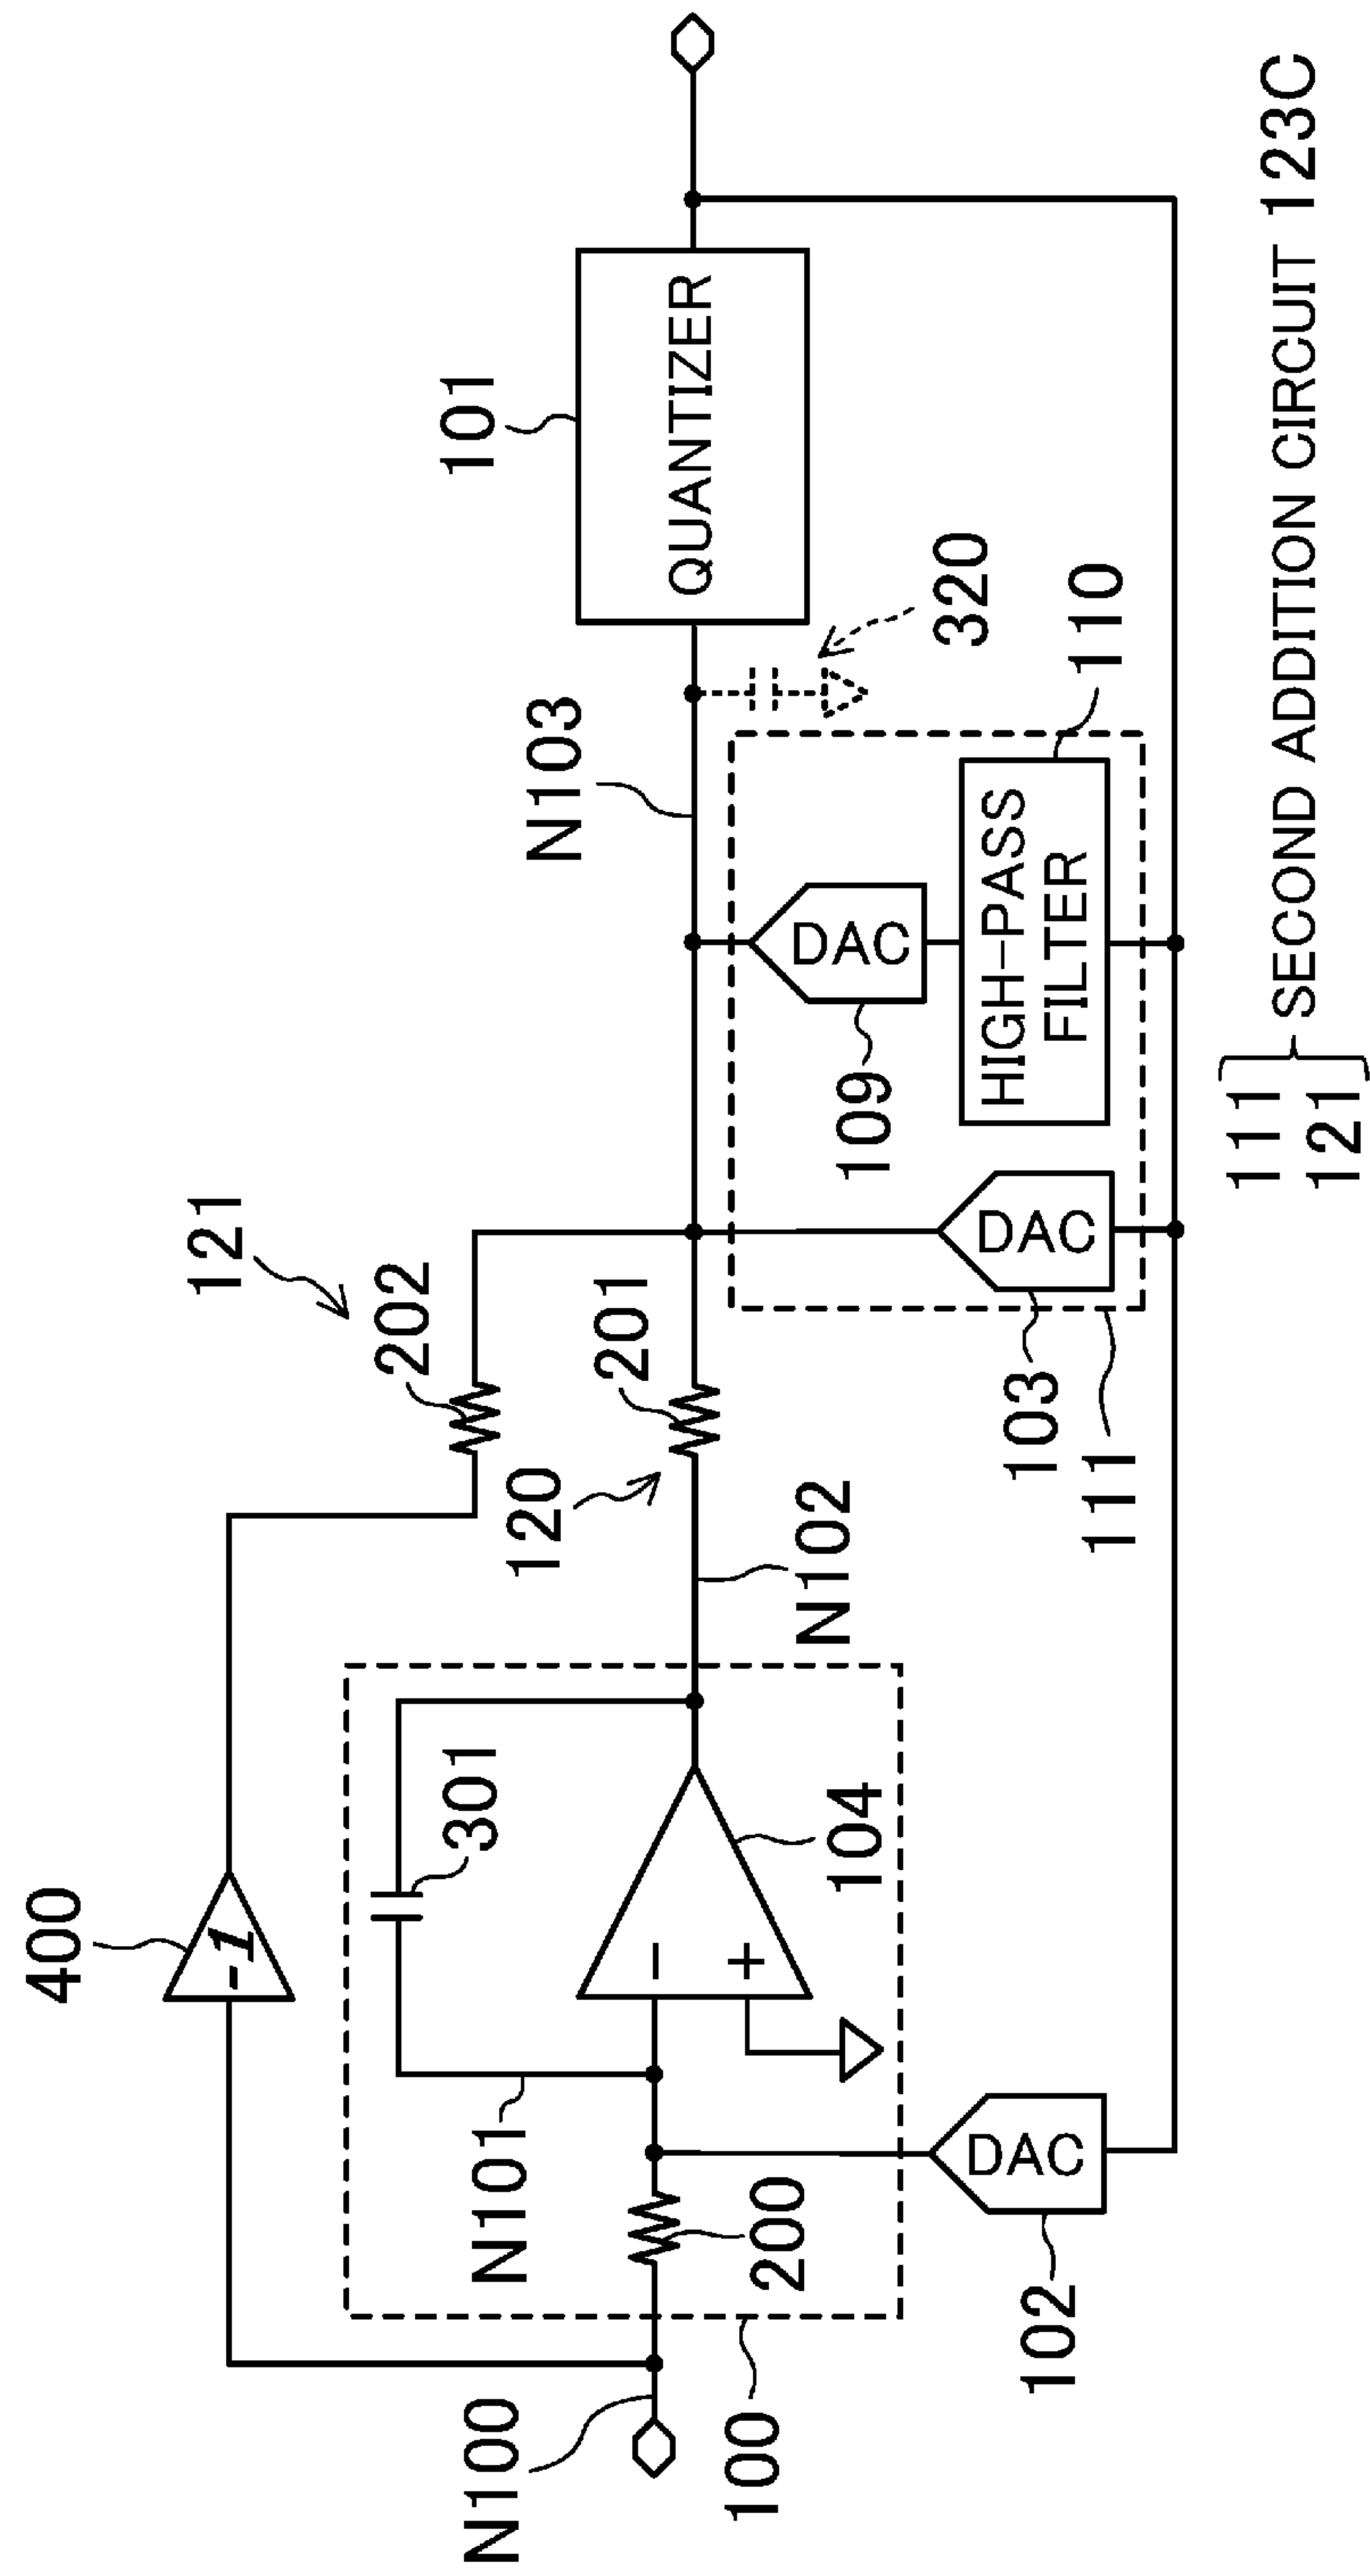 400
-1
N100
N101
301
200
100
104
-
+
102
DAC
N102
120
201
202
121
103
DAC
111
109
DAC
110
HIGH-PASS
FILTER
N103
320
101
QUANTIZER
111
121
SECOND ADDITION CIRCUIT 123C